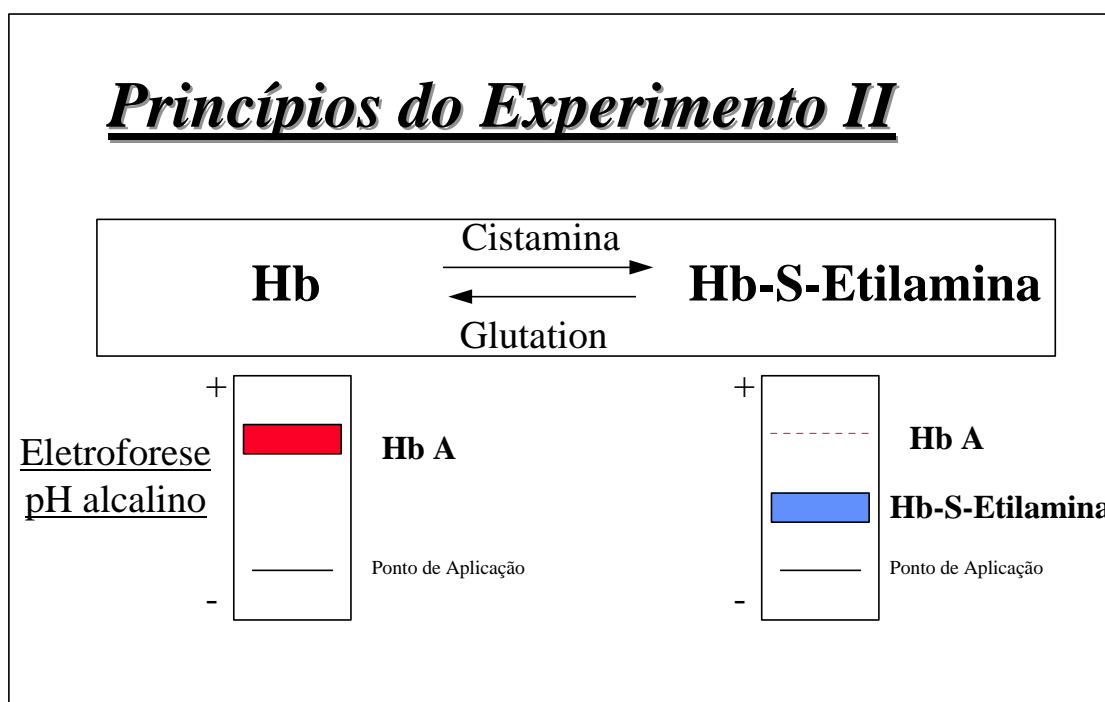 Princípios do Experimento II
Cistamina
Hb
Hb-S-Etilamina
Glutation
+
+
Hb A
Hb A
Eletroforese
pH alcalino
Hb-S-Etilamina
Ponto de Aplicação
Ponto de Aplicação
-
-